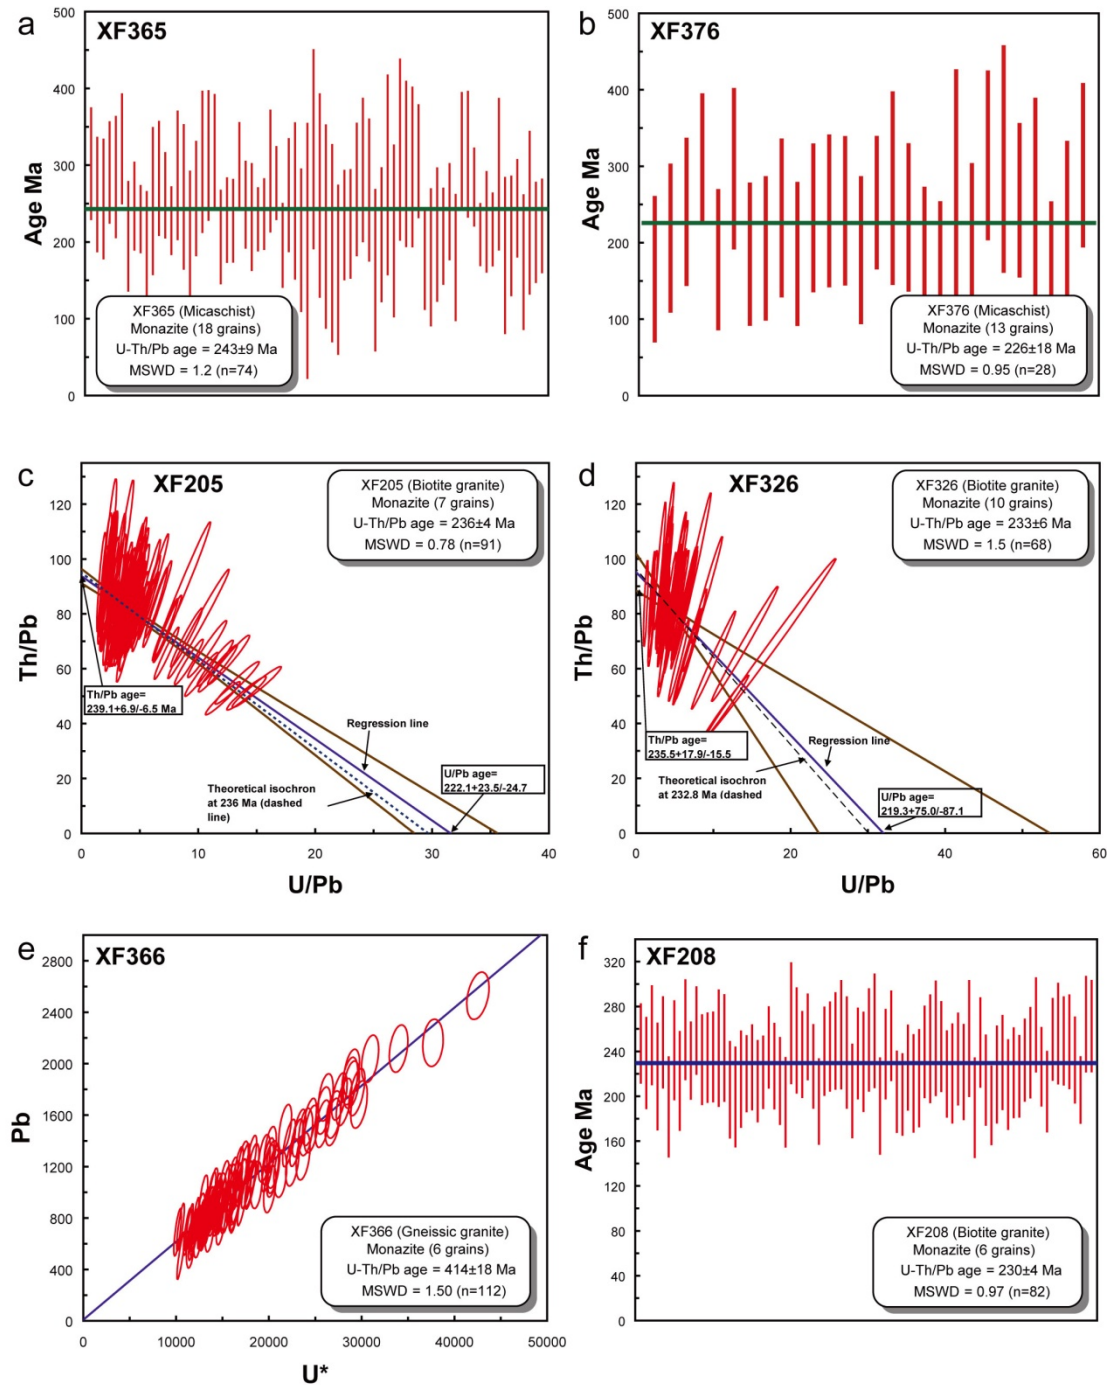 a
XF365
500
400
300
200
100
0
Age Ma
XF365 (Micaschist)
Monazite (18 grains)
U-Th/Pb age = 243±9 Ma
MSWD = 1.2 (n=74)
b
XF376
500
400
300
200
100
0
Age Ma
XF376 (Micaschist)
Monazite (13 grains)
U-Th/Pb age = 226±18 Ma
MSWD = 0.95 (n=28)
c
XF205
120
100
80
60
40
20
0
Th/Pb
XF205 (Biotite granite)
Monazite (7 grains)
U-Th/Pb age = 236±4 Ma
MSWD = 0.78 (n=91)
Th/Pb age=
239.1+6.9/-6.5 Ma
Regression line
Theoretical isochron
at 236 Ma (dashed
line)
U/Pb age=
222.1+23.5/-24.7
0 10 20 30 40
U/Pb
d
XF326
120
100
80
60
40
20
0
Th/Pb
XF326 (Biotite granite)
Monazite (10 grains)
U-Th/Pb age = 233±6 Ma
MSWD = 1.5 (n=68)
Th/Pb age=
235.5+17.9/-15.5
Regression line
Theoretical isochron
at 232.8 Ma (dashed
U/Pb age=
219.3+75.0/-87.1
0 20 40 60
U/Pb
e
XF366
2800
2400
2000
1600
1200
800
400
0
Pb
XF366 (Gneissic granite)
Monazite (6 grains)
U-Th/Pb age = 414±18 Ma
MSWD = 1.50 (n=112)
0 10000 20000 30000 40000 50000
U*
f
XF208
320
280
240
200
160
120
80
40
0
Age Ma
XF208 (Biotite granite)
Monazite (6 grains)
U-Th/Pb age = 230±4 Ma
MSWD = 0.97 (n=82)